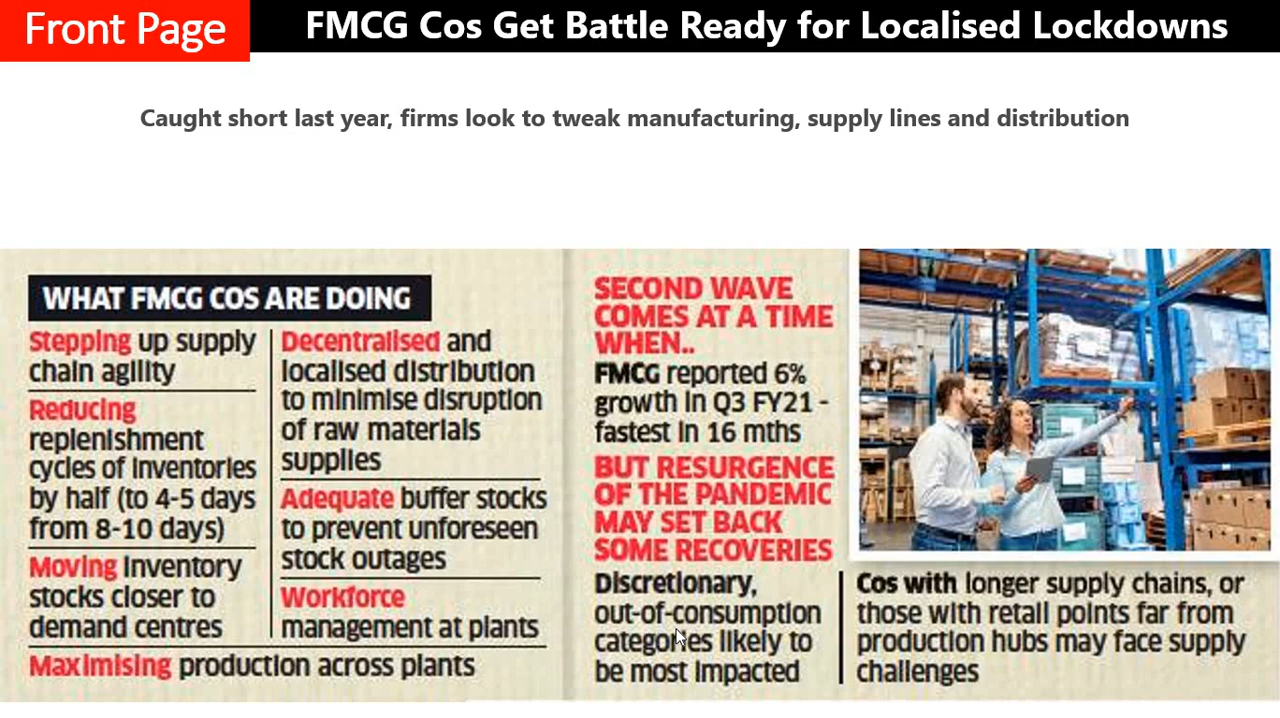 Front Page
FMCG Cos Get Battle Ready for Localised Lockdowns
Caught short last year, firms look to tweak manufacturing, supply lines and distribution
WHAT FMCG COS ARE DOING
Stepping up supply
chain agility
Reducing
replenishment
cycles of inventories
by half (to 4-5 days
from 8-10 days)
Moving inventory
stocks closer to
demand centres
Decentralised and
localised distribution
to minimise disruption
of raw materials
supplies
Adequate buffer stocks
to prevent unforeseen
stock outages
Workforce
management at plants
Maximising production across plants
SECOND WAVE
COMES AT A TIME
WHEN..
FMCG reported 6%
growth in Q3 FY21 -
fastest in 16 mths
BUT RESURGENCE
OF THE PANDEMIC
MAY SET BACK
SOME RECOVERIES
Discretionary,
out-of-consumption
categories likely to
be most impacted
Cos with longer supply chains, or
those with retail points far from
production hubs may face supply
challenges